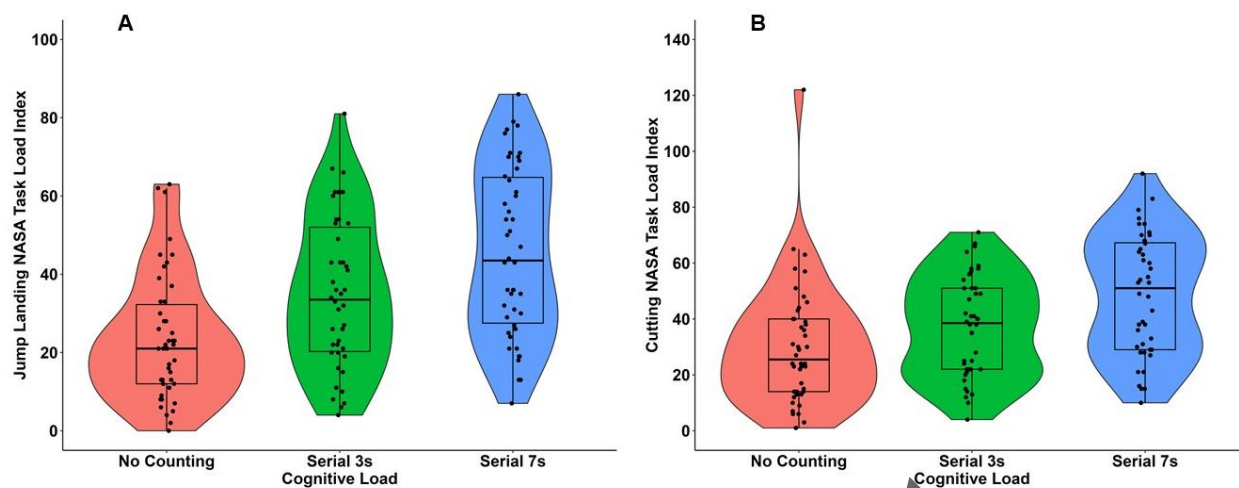 A
Jump Landing NASA Task Load Index
100
80
60
40
20
0
No Counting
Serial 3s
Serial 7s
Cognitive Load
B
Cutting NASA Task Load Index
140
120
100
80
60
40
20
0
No Counting
Serial 3s
Serial 7s
Cognitive Load